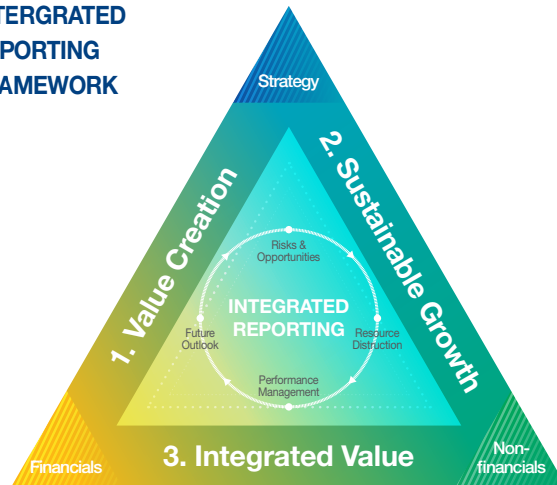 TERGRATED
PORTING
AMEWORK
Strategy
1. Value Creation
2. Sustainable Growth
Risks &
Opportunities
INTEGRATED
REPORTING
Future
Outlook
Resource
Distruction
Performance
Management
3. Integrated Value
Financials
Non-
financials